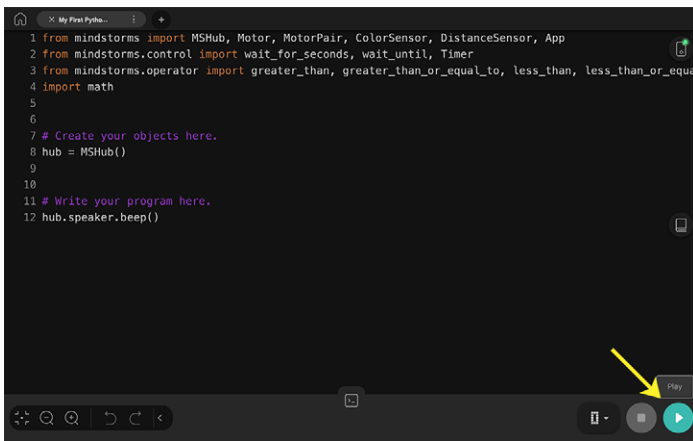 My First Pytho...
1 from mindstorms import MSHub, Motor, MotorPair, ColorSensor, DistanceSensor, App
2 from mindstorms.control import wait_for_seconds, wait_until, Timer
3 from mindstorms.operator import greater_than, greater_than_or_equal_to, less_than, less_than_or_equa
4 import math
5
6
7 # Create your objects here.
8 hub = MSHub()
9
10
11 # Write your program here.
12 hub.speaker.beep()
Play